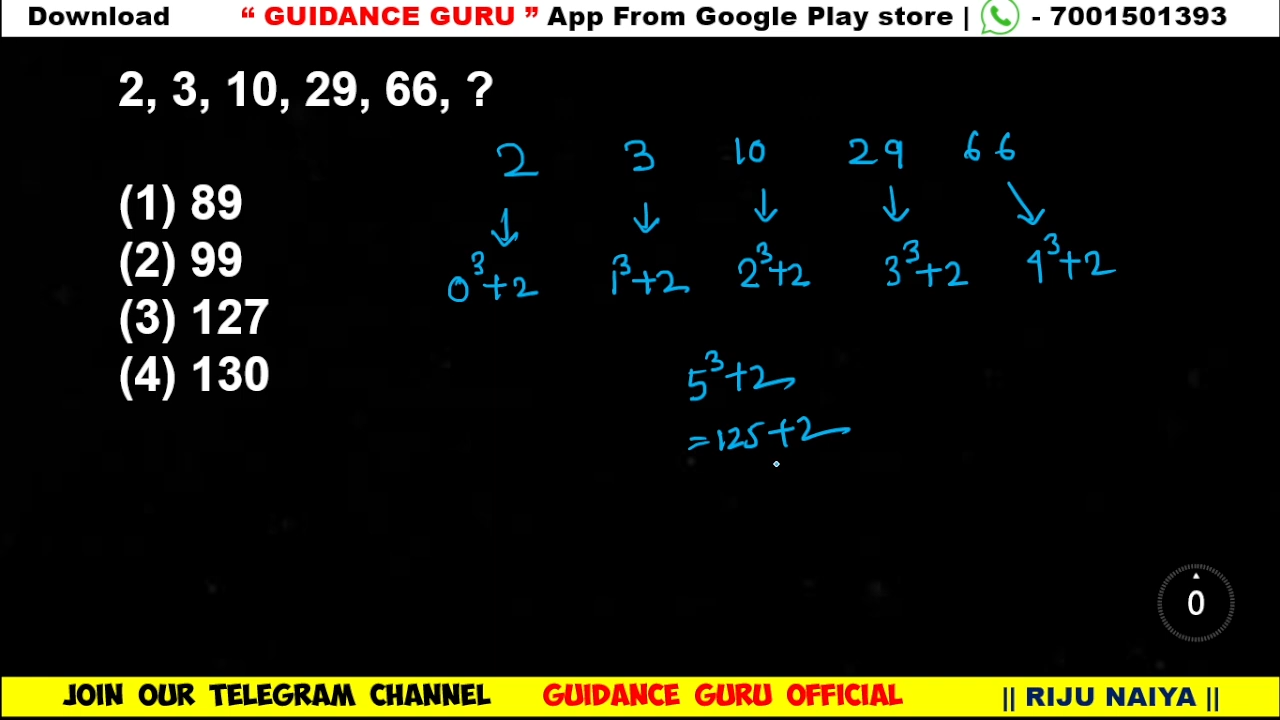 Download “ GUIDANCE GURU ” App From Google Play store | - 7001501393
2, 3, 10, 29, 66, ?
2 3 10 29 66
(1) 89
↓ ↓ ↓ ↓ ↘
(2) 99
0³+2 1³+2 2³+2 3³+2 4³+2
(3) 127
(4) 130
5³+2
=125+2
0
JOIN OUR TELEGRAM CHANNEL GUIDANCE GURU OFFICIAL || RIJU NAIYA ||